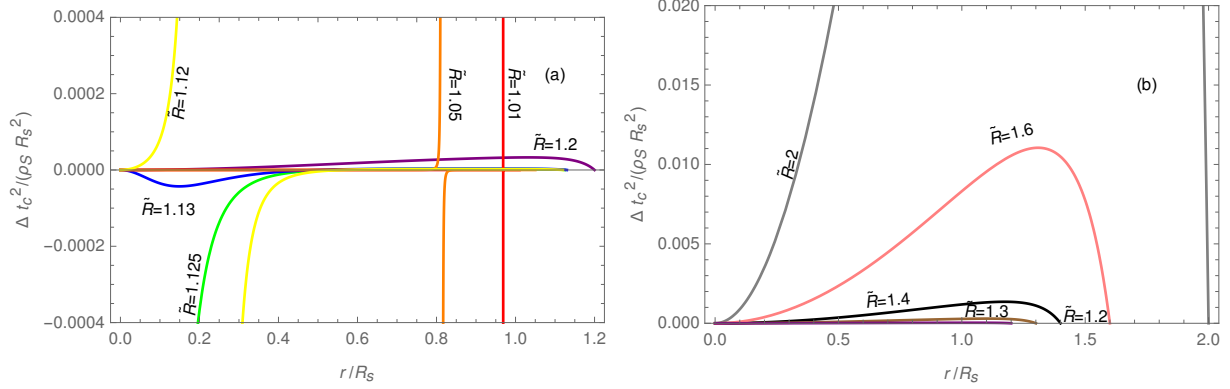 0.0004
0.0002
0.0000
−0.0002
−0.0004
Δ t_c²/(ρ_S R_s²)
0.0
0.2
0.4
0.6
0.8
1.0
1.2
r/R_s
(a)
R̃=1.12
R̃=1.05
R̃=1.01
R̃=1.2
R̃=1.13
R̃=1.125
0.020
0.015
0.010
0.005
0.000
Δ t_c²/(ρ_S R_s²)
0.0
0.5
1.0
1.5
2.0
r/R_s
(b)
R̃=2
R̃=1.6
R̃=1.4
R̃=1.3
R̃=1.2